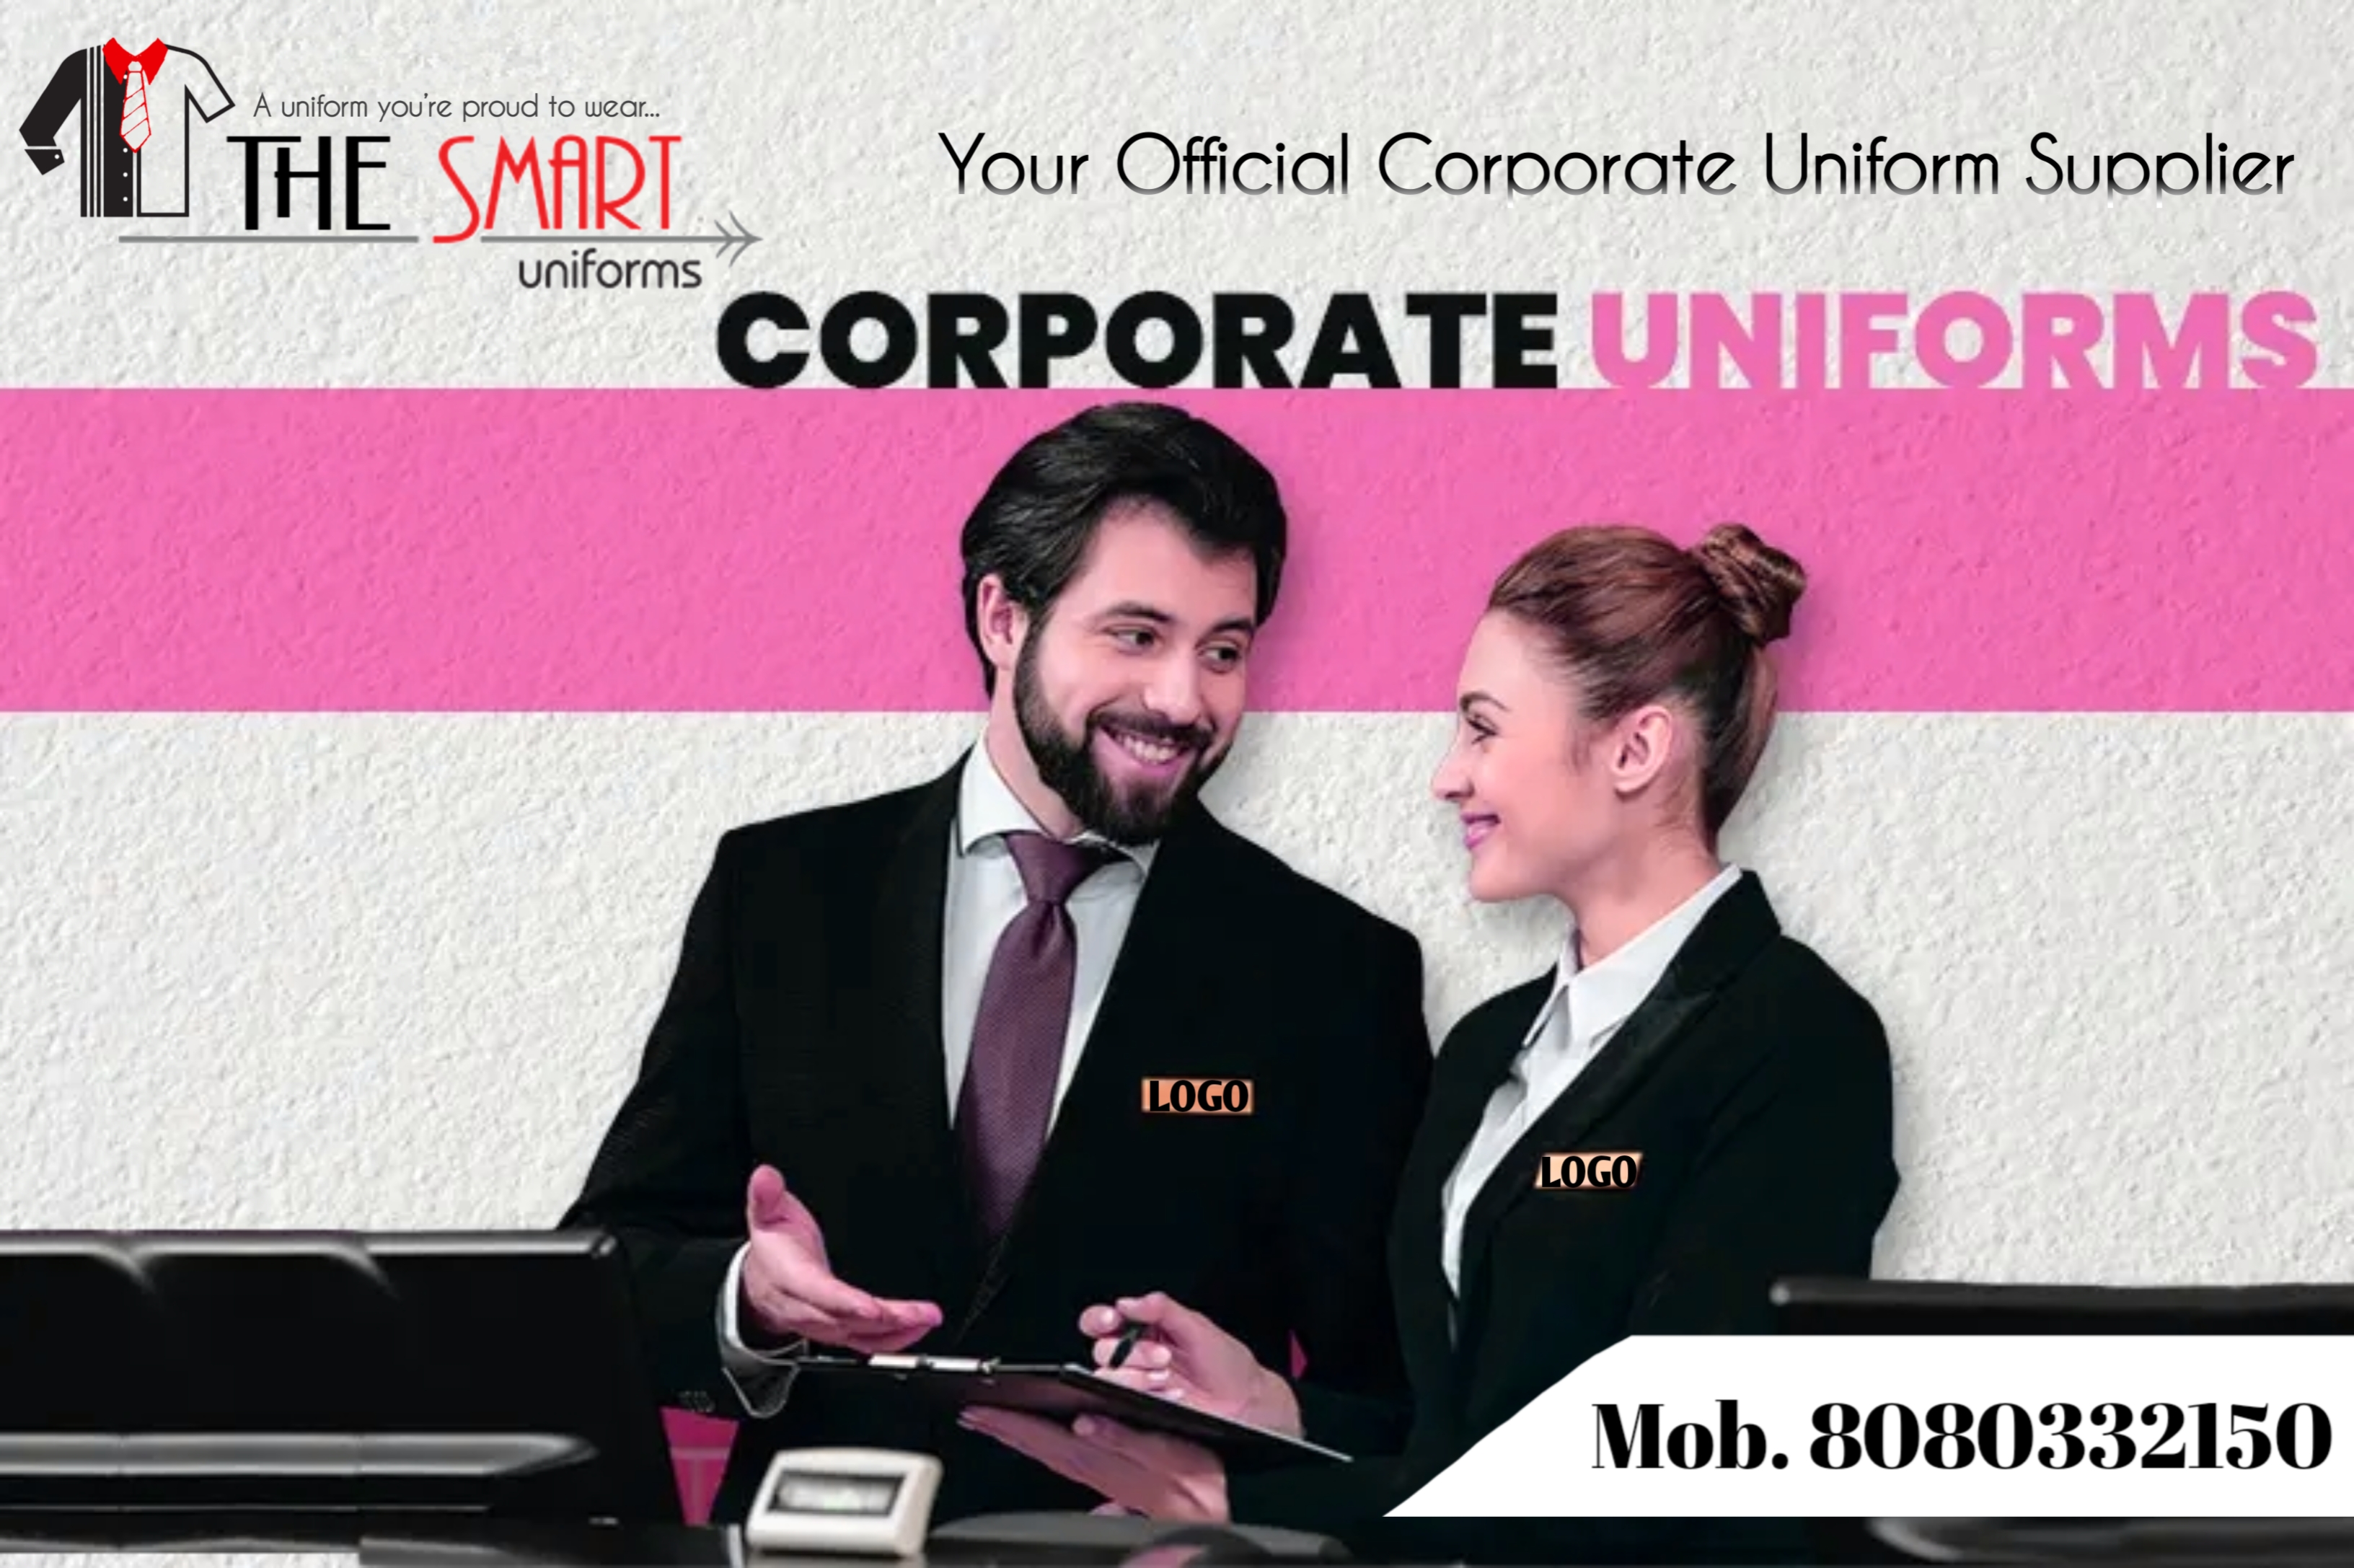 A uniform you're proud to wear...
THE SMART
uniforms
Your Official Corporate Uniform Supplier
CORPORATE UNIFORMS
LOGO
LOGO
Mob. 8080332150